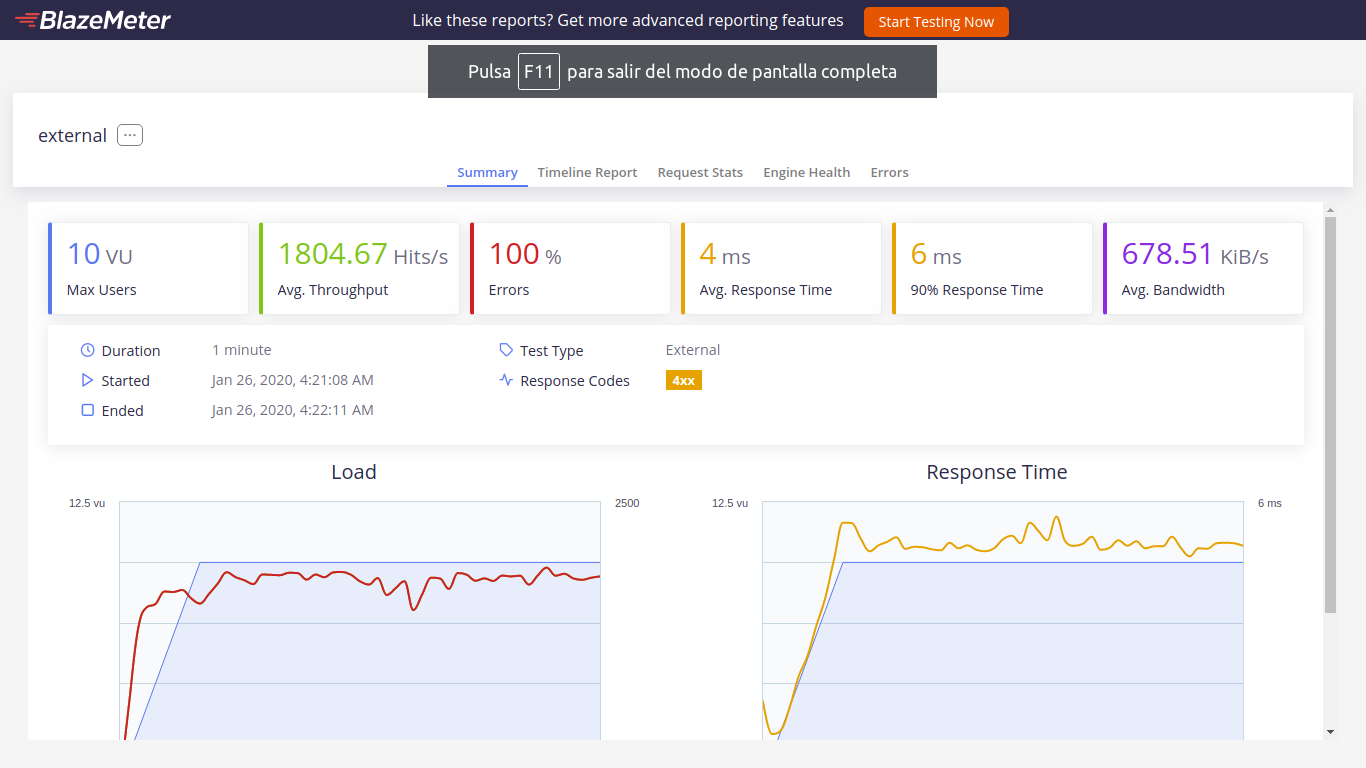 BlazeMeter
Like these reports? Get more advanced reporting features
Start Testing Now
Pulsa F11 para salir del modo de pantalla completa
external ...
Summary Timeline Report Request Stats Engine Health Errors
10 VU
Max Users
1804.67 Hits/s
Avg. Throughput
100 %
Errors
4 ms
Avg. Response Time
6 ms
90% Response Time
678.51 KiB/s
Avg. Bandwidth
Duration 1 minute
Started Jan 26, 2020, 4:21:08 AM
Ended Jan 26, 2020, 4:22:11 AM
Test Type External
Response Codes 4xx
Load
12.5 vu 2500
Response Time
12.5 vu 6 ms